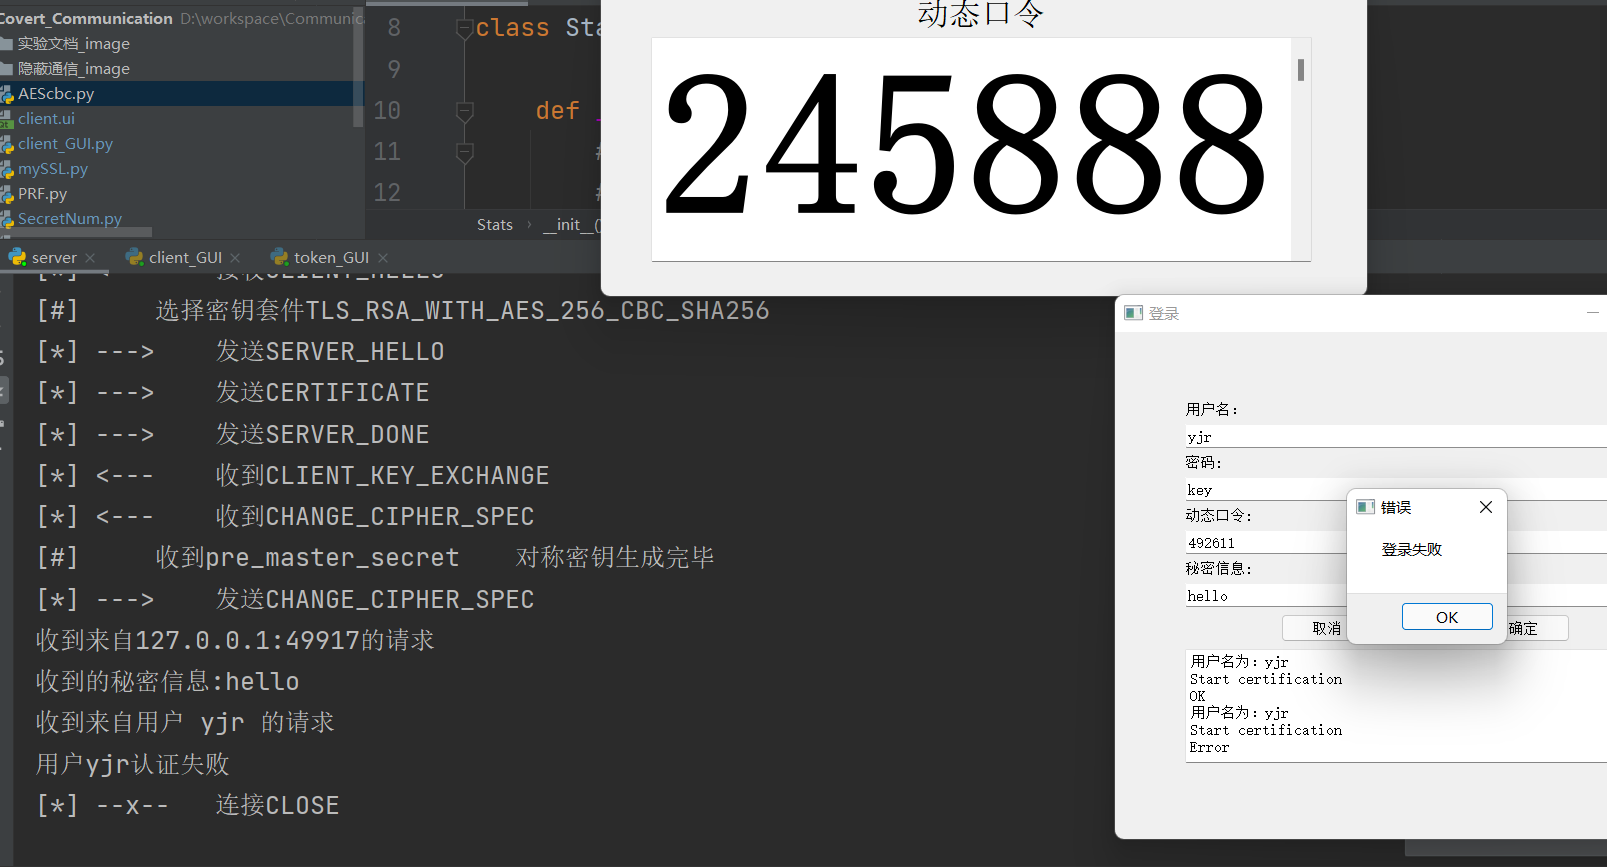 Covert_Communication D:\workspace\Communic
实验文档_image
隐蔽通信_image
AEScbc.py
client.ui
client_GUI.py
mySSL.py
PRF.py
SecretNum.py
8 class Sta
9
10 def _
11 #
12 #
Stats › __init__()
动态口令
245888
server × client_GUI × token_GUI ×
[*] < 接收CLIENT_HELLO
[#] 选择密钥套件TLS_RSA_WITH_AES_256_CBC_SHA256
[*] ---> 发送SERVER_HELLO
[*] ---> 发送CERTIFICATE
[*] ---> 发送SERVER_DONE
[*] <--- 收到CLIENT_KEY_EXCHANGE
[*] <--- 收到CHANGE_CIPHER_SPEC
[#] 收到pre_master_secret 对称密钥生成完毕
[*] ---> 发送CHANGE_CIPHER_SPEC
收到来自127.0.0.1:49917的请求
收到的秘密信息:hello
收到来自用户 yjr 的请求
用户yjr认证失败
[*] --x-- 连接CLOSE
登录
用户名:
yjr
密码:
key
动态口令:
492611
秘密信息:
hello
取消
确定
错误
登录失败
OK
用户名为: yjr
Start certification
OK
用户名为: yjr
Start certification
Error